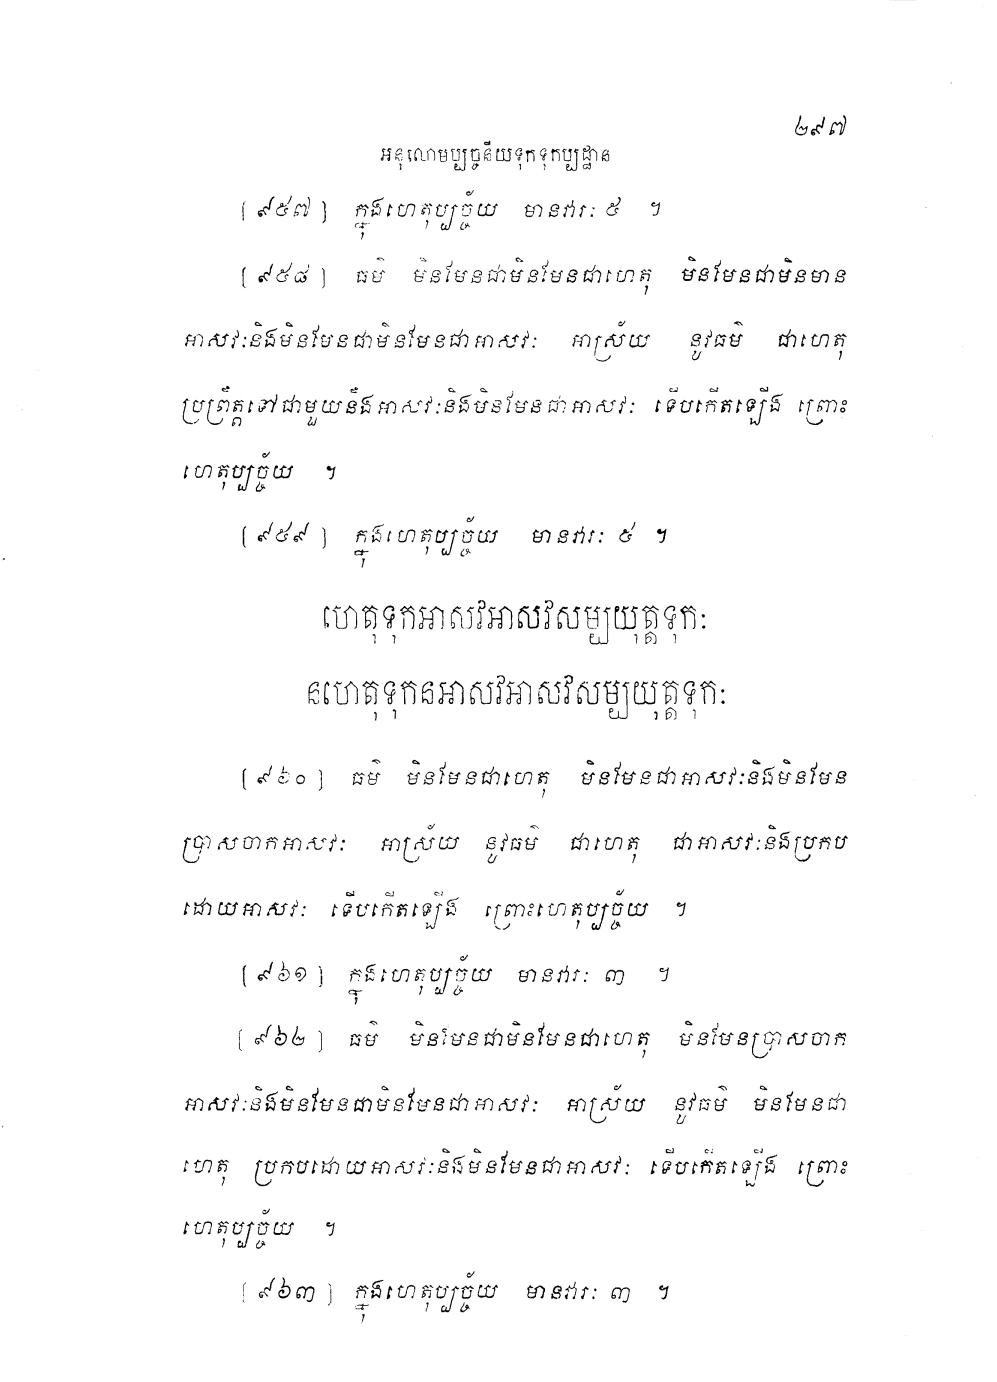 ២៩៧
អនុលោមប្បច្ចនីយទុកទុកប្បដ្ឋាន
[ ៩៥៧ ] ក្នុងហេតុប្បច្ច័យ មានវារៈ ៥ ។
[ ៩៥៨ ] ធម៌ មិនមែនជាមិនមែនជាហេតុ មិនមែនជាមិនមាន
អាសវៈនិងមិនមែនជាមិនមែនជាអាសវៈ អាស្រ័យ នូវធម៌ ជាហេតុ
ប្រព្រឹត្តទៅជាមួយនឹងអាសវៈនិងមិនមែនជាអាសវៈ ទើបកើតឡើង ព្រោះ
ហេតុប្បច្ច័យ ។
[ ៩៥៩ ] ក្នុងហេតុប្បច្ច័យ មានវារៈ ៥ ។
ហេតុទុកអាសវអាសវសម្បយុត្តទុកៈ
នហេតុទុកនអាសវអាសវសម្បយុត្តទុកៈ
[ ៩៦០ ] ធម៌ មិនមែនជាហេតុ មិនមែនជាអាសវៈនិងមិនមែន
ប្រាសចាកអាសវៈ អាស្រ័យ នូវធម៌ ជាហេតុ ជាអាសវៈនិងប្រកប
ដោយអាសវៈ ទើបកើតឡើង ព្រោះហេតុប្បច្ច័យ ។
[ ៩៦១ ] ក្នុងហេតុប្បច្ច័យ មានវារៈ ៣ ។
[ ៩៦២ ] ធម៌ មិនមែនជាមិនមែនជាហេតុ មិនមែនប្រាសចាក
អាសវៈនិងមិនមែនជាមិនមែនជាអាសវៈ អាស្រ័យ នូវធម៌ មិនមែនជា
ហេតុ ប្រកបដោយអាសវៈនិងមិនមែនជាអាសវៈ ទើបកើតឡើង ព្រោះ
ហេតុប្បច្ច័យ ។
[ ៩៦៣ ] ក្នុងហេតុប្បច្ច័យ មានវារៈ ៣ ។